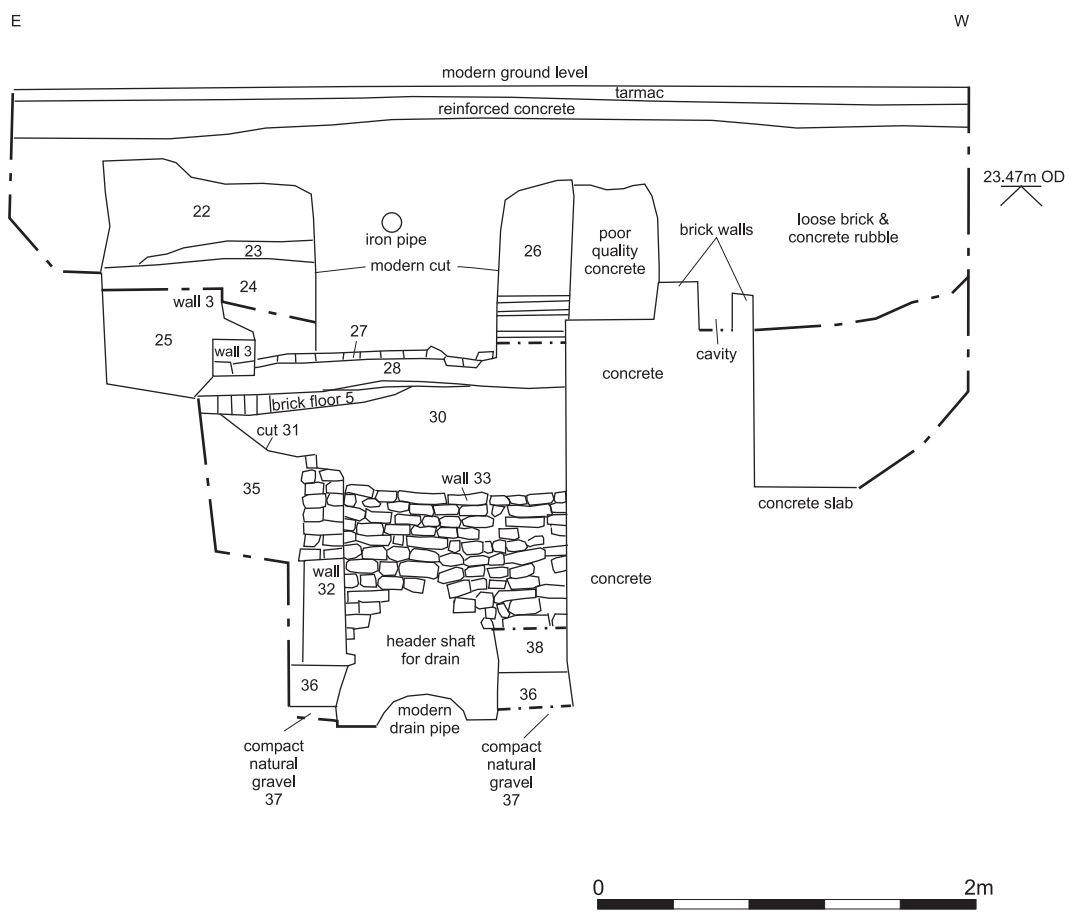 E
W
modern ground level
tarmac
reinforced concrete
23.47m OD
22
iron pipe
23
modern cut
24
26
poor
quality
concrete
brick walls
loose brick &
concrete rubble
wall 3
25
27
wall 3
28
cavity
concrete
brick floor 5
30
cut 31
35
wall 33
concrete slab
wall
32
concrete
header shaft
for drain
38
36
36
modern
drain pipe
compact
natural
gravel
37
compact
natural
gravel
37
0
2m